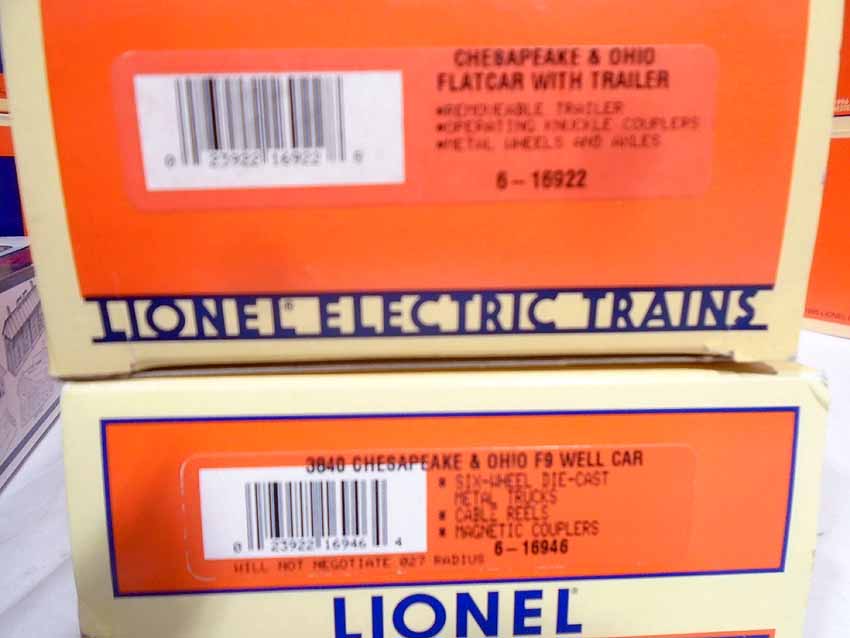 CHESAPEAKE & OHIO
FLATCAR WITH TRAILER
*REMOVEABLE TRAILER
*OPERATING KNUCKLE COUPLERS
*METAL WHEELS AND AXLES
0 23922 16922 6
6-16922
LIONEL® ELECTRIC TRAINS
3840 CHESAPEAKE & OHIO F9 WELL CAR
* SIX-WHEEL DIE-CAST
METAL TRUCKS
* CABLE REELS
* MAGNETIC COUPLERS
0 23922 16946 4
6-16946
WILL NOT NEGOTIATE 027 RADIUS
LIONEL®